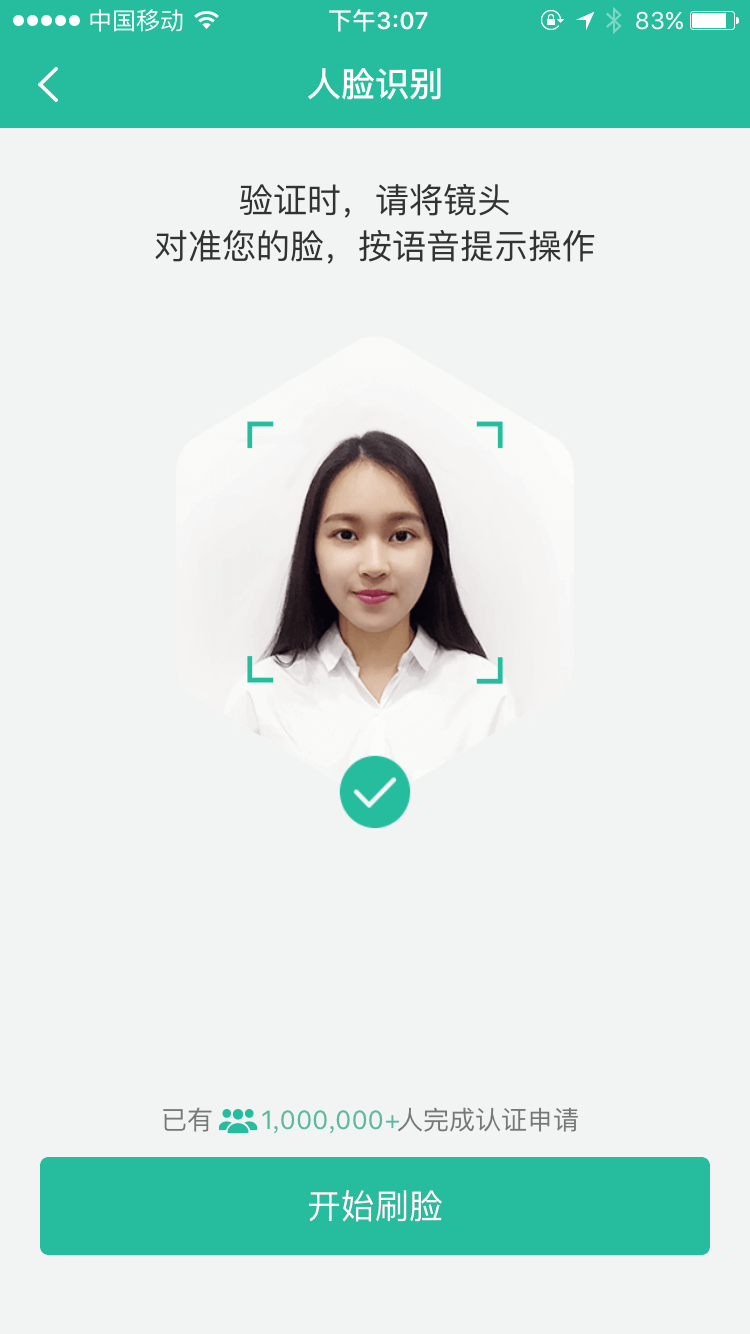 中国移动 下午3:07 83%
人脸识别
验证时，请将镜头
对准您的脸，按语音提示操作
已有 1,000,000+人完成认证申请
开始刷脸